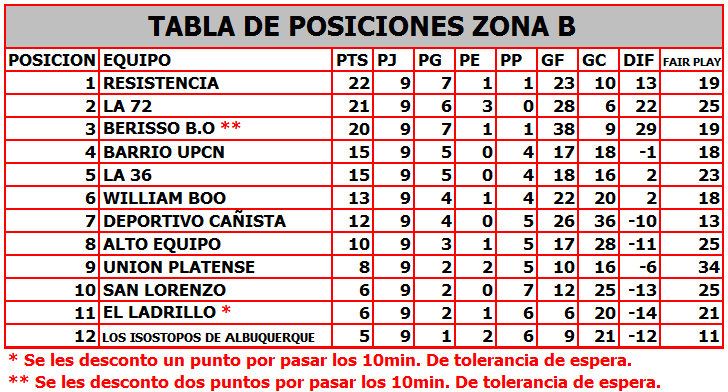 TABLA DE POSICIONES ZONA B
POSICION EQUIPO PTS PJ PG PE PP GF GC DIF FAIR PLAY
1 RESISTENCIA 22 9 7 1 1 23 10 13 19
2 LA 72 21 9 6 3 0 28 6 22 25
3 BERISSO B.O ** 20 9 7 1 1 38 9 29 19
4 BARRIO UPCN 15 9 5 0 4 17 18 -1 18
5 LA 36 15 9 5 0 4 18 16 2 23
6 WILLIAM BOO 13 9 4 1 4 22 20 2 18
7 DEPORTIVO CAÑISTA 12 9 4 0 5 26 36 -10 13
8 ALTO EQUIPO 10 9 3 1 5 17 28 -11 25
9 UNION PLATENSE 8 9 2 2 5 10 16 -6 34
10 SAN LORENZO 6 9 2 0 7 12 25 -13 25
11 EL LADRILLO * 6 9 2 1 6 6 20 -14 21
12 LOS ISOSTOPOS DE ALBUQUERQUE 5 9 1 2 6 9 21 -12 11
* Se les desconto un punto por pasar los 10min. De tolerancia de espera.
** Se les desconto dos puntos por pasar los 10min. De tolerancia de espera.